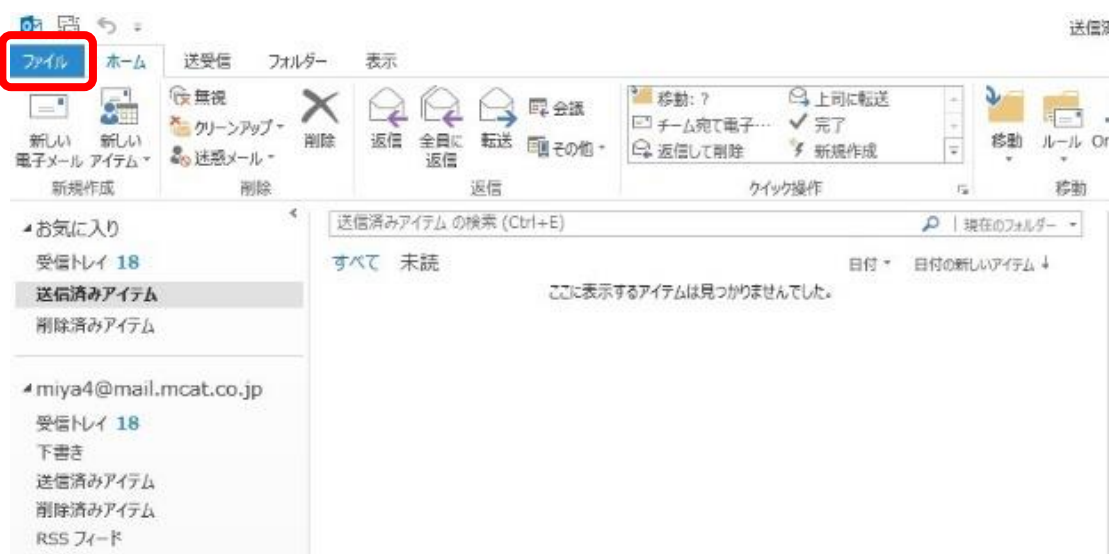 送信済
ファイル ホーム 送受信 フォルダー 表示
新しい
電子メール
新しい
アイテム
新規作成
無視
クリーンアップ
迷惑メール
削除
削除
返信
全員に
返信
転送
会議
その他
返信
移動: ?
チーム宛て電子…
返信して削除
上司に転送
完了
新規作成
クイック操作
移動
ルール
On
移動
お気に入り
受信トレイ 18
送信済みアイテム
削除済みアイテム
miya4@mail.mcat.co.jp
受信トレイ 18
下書き
送信済みアイテム
削除済みアイテム
RSS フィード
送信済みアイテム の検索 (Ctrl+E) 現在のフォルダー
すべて 未読 日付 日付の新しいアイテム ↓
ここに表示するアイテムは見つかりませんでした。